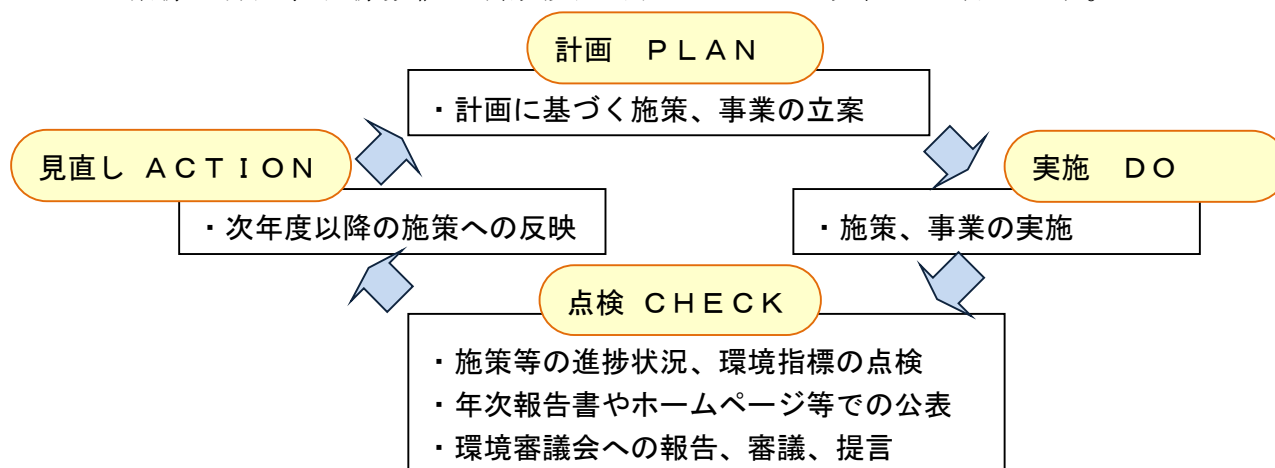 計画　ＰＬＡＮ
・計画に基づく施策、事業の立案
見直し ＡＣＴＩＯＮ
・次年度以降の施策への反映
実施　ＤＯ
・施策、事業の実施
点検 ＣＨＥＣＫ
・施策等の進捗状況、環境指標の点検
・年次報告書やホームページ等での公表
・環境審議会への報告、審議、提言